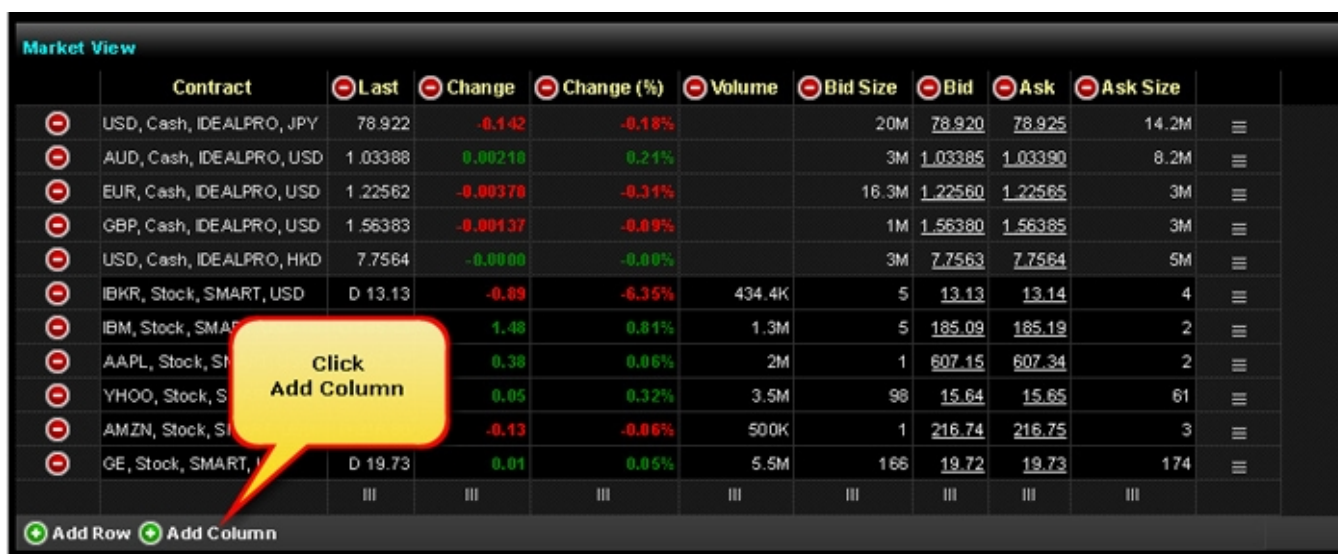 Market View
Contract Last Change Change (%) Volume Bid Size Bid Ask Ask Size
USD, Cash, IDEALPRO, JPY 78.922 -0.142 -0.18% 20M 78.920 78.925 14.2M
AUD, Cash, IDEALPRO, USD 1.03388 0.00218 0.21% 3M 1.03385 1.03390 8.2M
EUR, Cash, IDEALPRO, USD 1.22562 -0.00378 -0.31% 16.3M 1.22560 1.22565 3M
GBP, Cash, IDEALPRO, USD 1.56383 -0.00137 -0.09% 1M 1.56380 1.56385 3M
USD, Cash, IDEALPRO, HKD 7.7564 -0.0000 -0.00% 3M 7.7563 7.7564 5M
IBKR, Stock, SMART, USD D 13.13 -0.89 -6.35% 434.4K 5 13.13 13.14 4
IBM, Stock, 1.48 0.81% 1.3M 5 185.09 185.19 2
AAPL, Stock, 0.38 0.06% 2M 1 607.15 607.34 2
YHOO, Stock, 0.05 0.32% 3.5M 98 15.64 15.65 61
AMZN, Stock, -0.13 -0.06% 500K 1 216.74 216.75 3
GE, Stock, SMART, D 19.73 0.01 0.05% 5.5M 166 19.72 19.73 174
Click
Add Column
Add Row Add Column